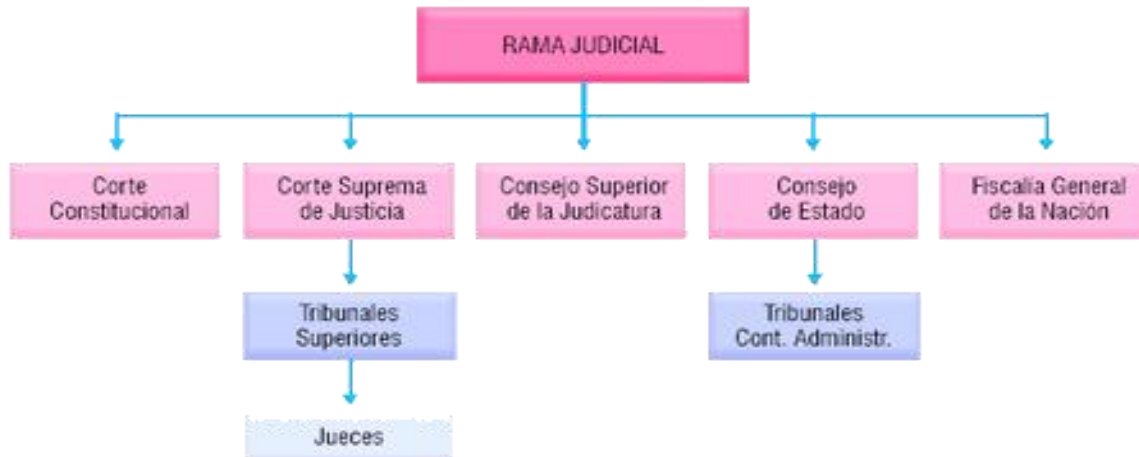 RAMA JUDICIAL
Corte
Constitucional
Corte Suprema
de Justicia
Consejo Superior
de la Judicatura
Consejo
de Estado
Fiscalía General
de la Nación
Tribunales
Superiores
Tribunales
Cont. Administr.
Jueces